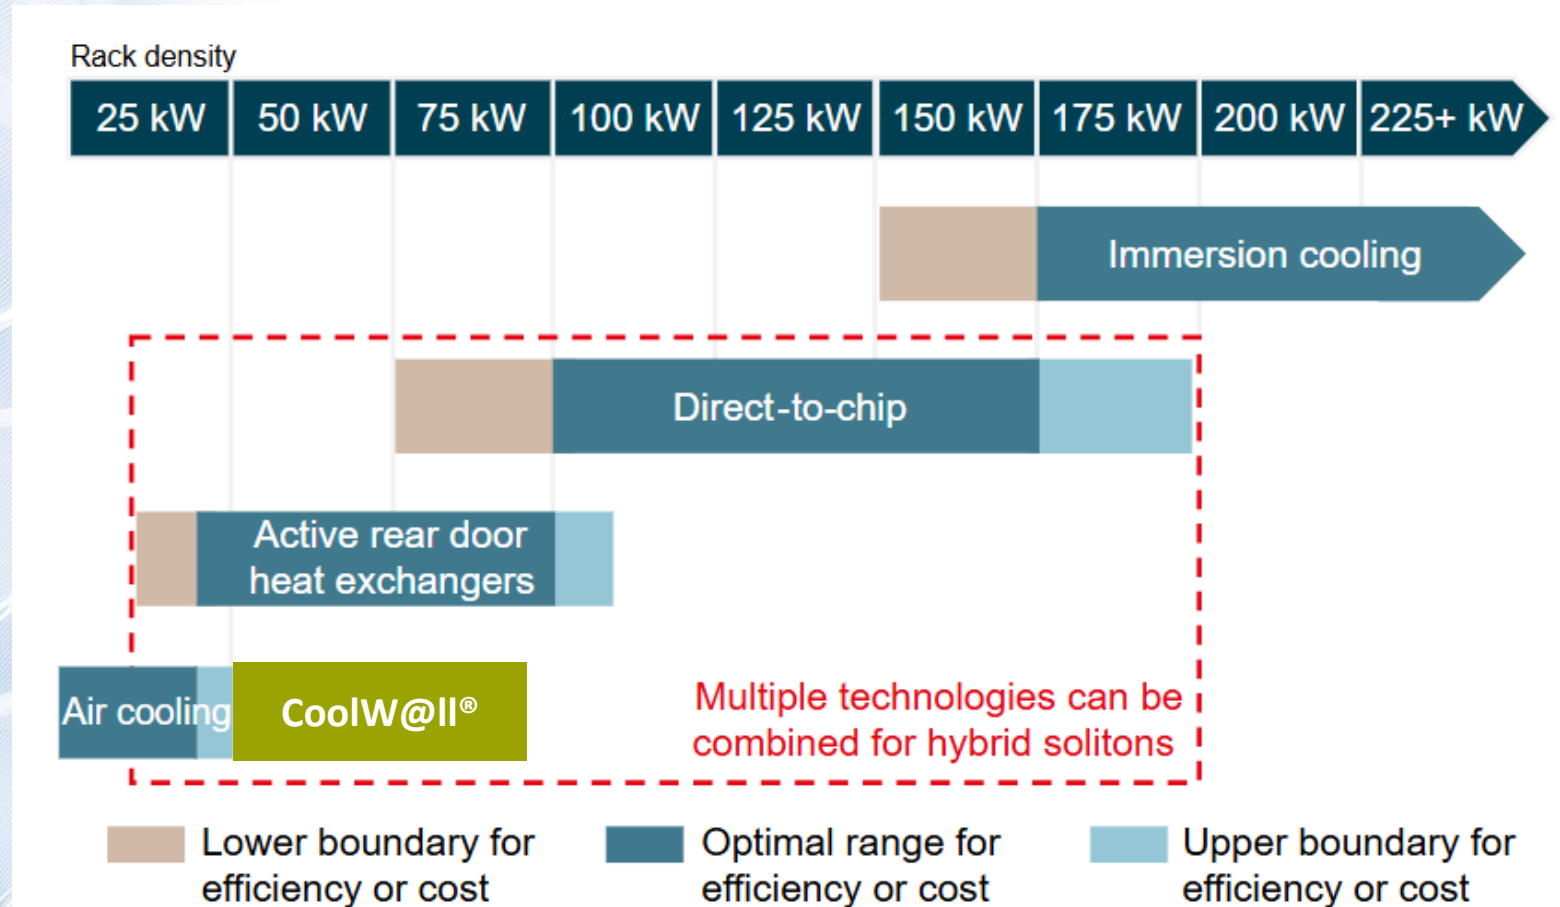 Rack density
25 kW 50 kW 75 kW 100 kW 125 kW 150 kW 175 kW 200 kW 225+ kW
Immersion cooling
Direct-to-chip
Active rear door
heat exchangers
Air cooling
CoolW@ll®
Multiple technologies can be
combined for hybrid solitons
Lower boundary for
efficiency or cost
Optimal range for
efficiency or cost
Upper boundary for
efficiency or cost